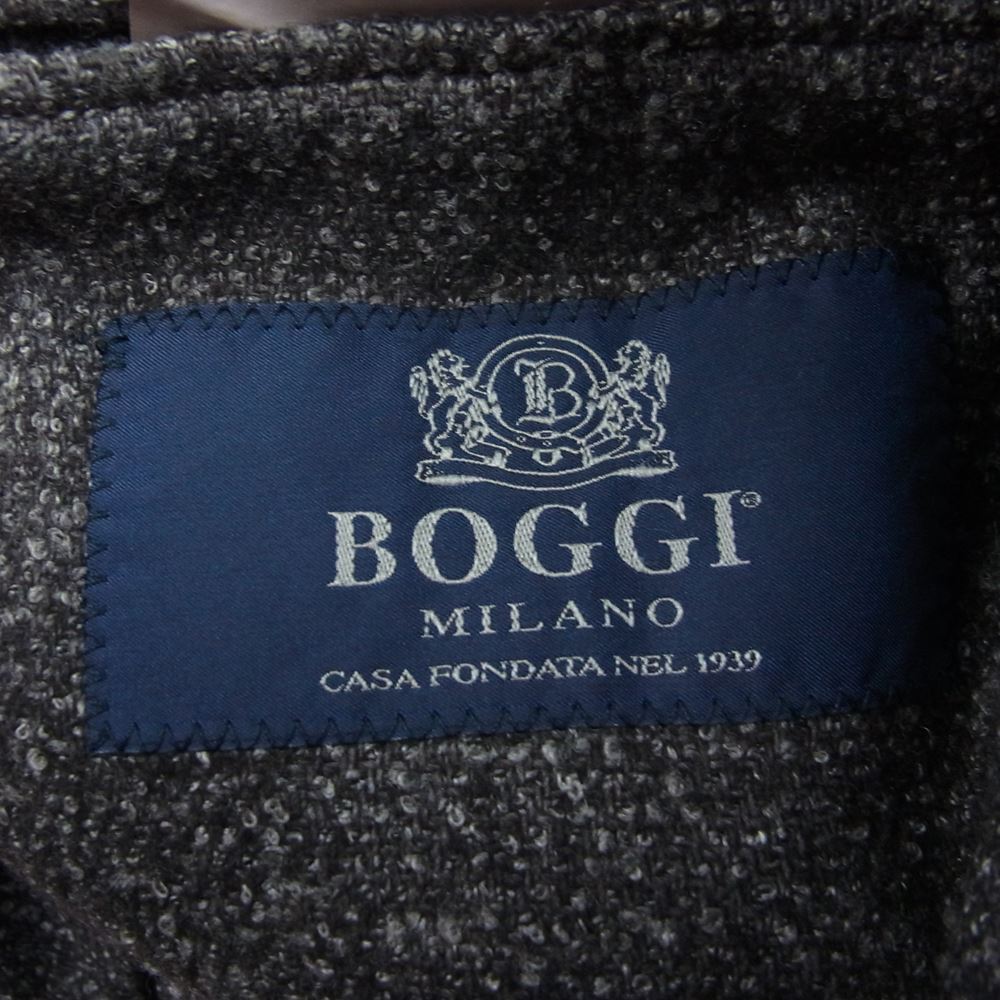 B
BOGGI®
MILANO
CASA FONDATA NEL 1939